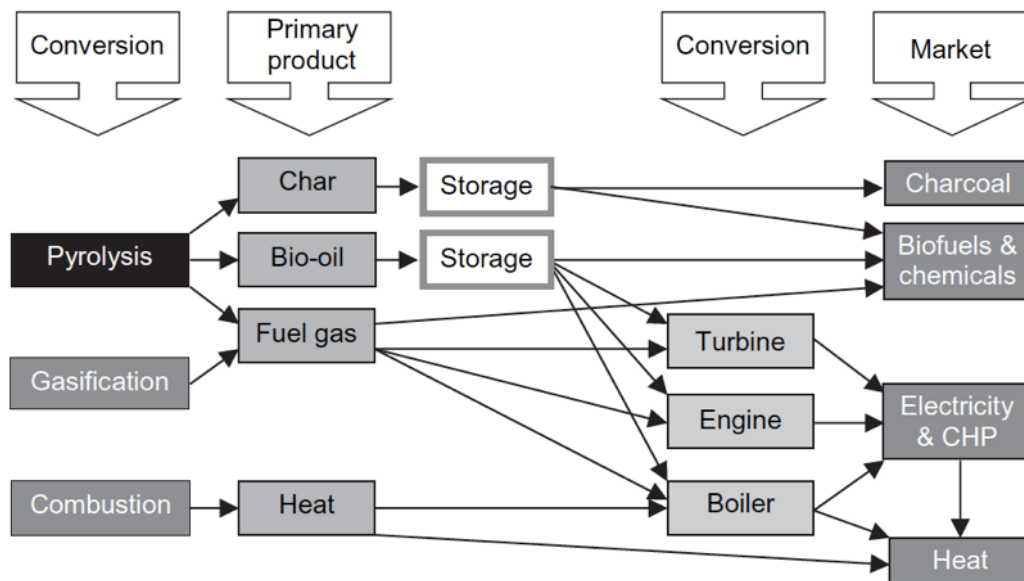 Conversion
Primary
product
Conversion
Market
Char
Storage
Charcoal
Pyrolysis
Bio-oil
Storage
Biofuels &
chemicals
Fuel gas
Turbine
Gasification
Engine
Electricity
& CHP
Combustion
Heat
Boiler
Heat